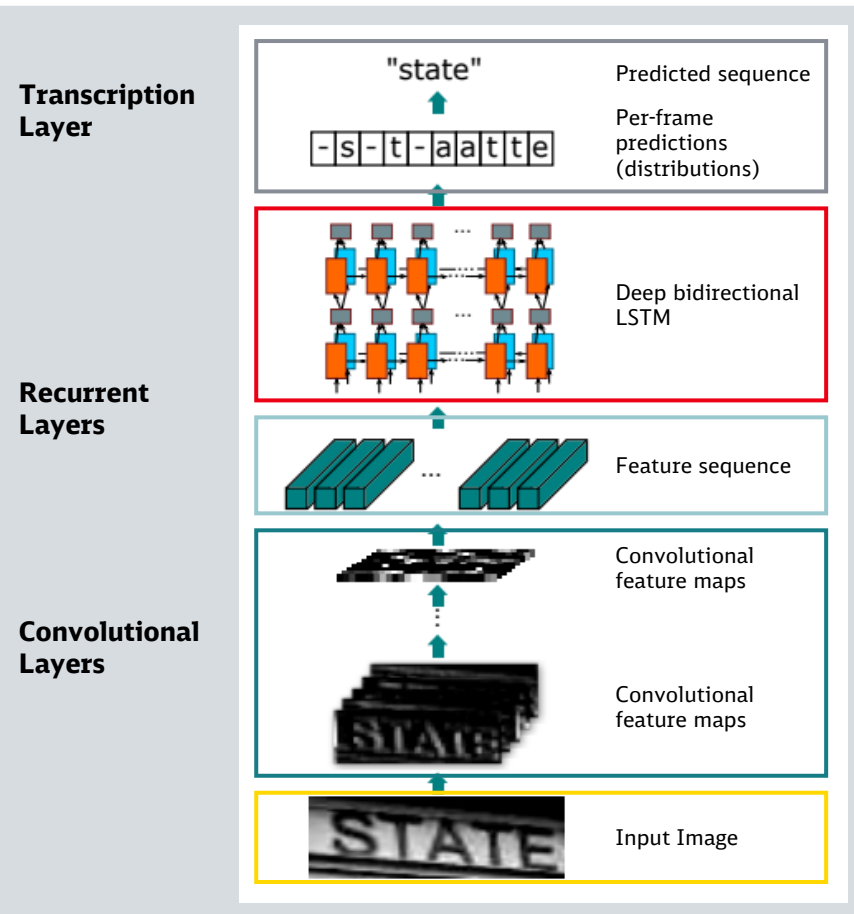 Transcription
Layer
"state"
Predicted sequence
-s-t-aatte
Per-frame
predictions
(distributions)
Recurrent
Layers
...
Deep bidirectional
LSTM
...
Feature sequence
Convolutional
Layers
Convolutional
feature maps
STATE
Convolutional
feature maps
STATE
Input Image